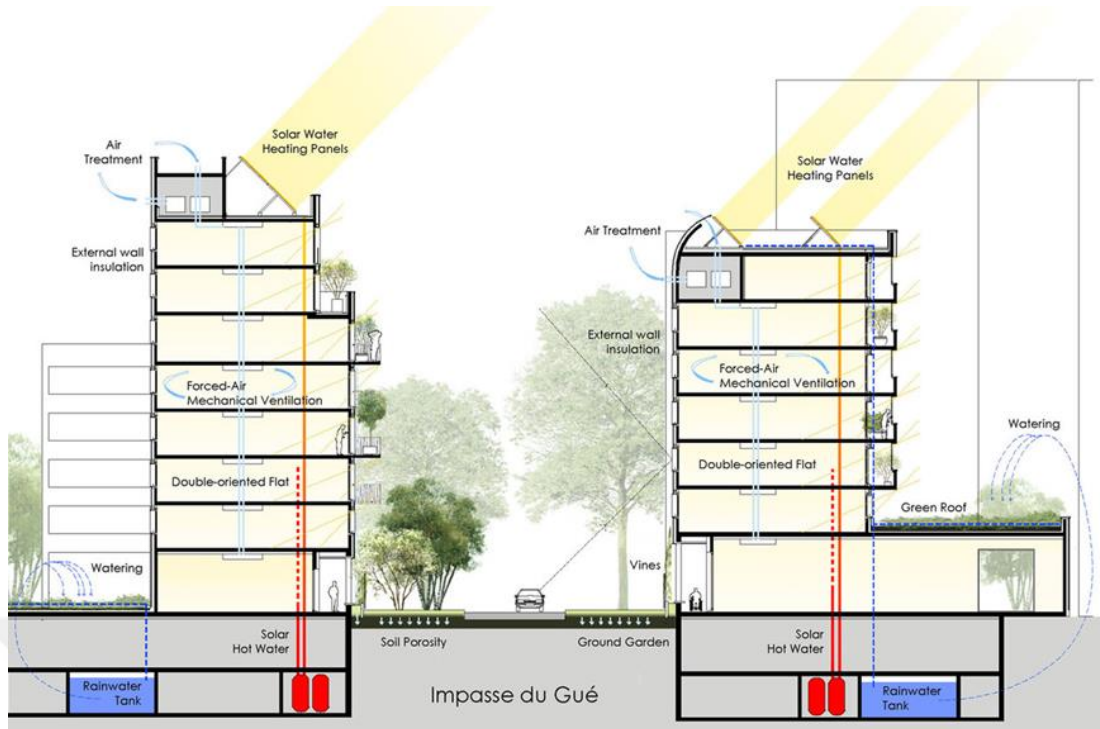 Solar Water
Heating Panels
Air
Treatment
External wall
insulation
Forced-Air
Mechanical Ventilation
Double-oriented Flat
Watering
Solar
Hot Water
Rainwater
Tank
Soil Porosity
Impasse du Gué
Solar Water
Heating Panels
Air Treatment
External wall
insulation
Forced-Air
Mechanical Ventilation
Double-oriented Flat
Watering
Green Roof
Vines
Ground Garden
Solar
Hot Water
Rainwater
Tank